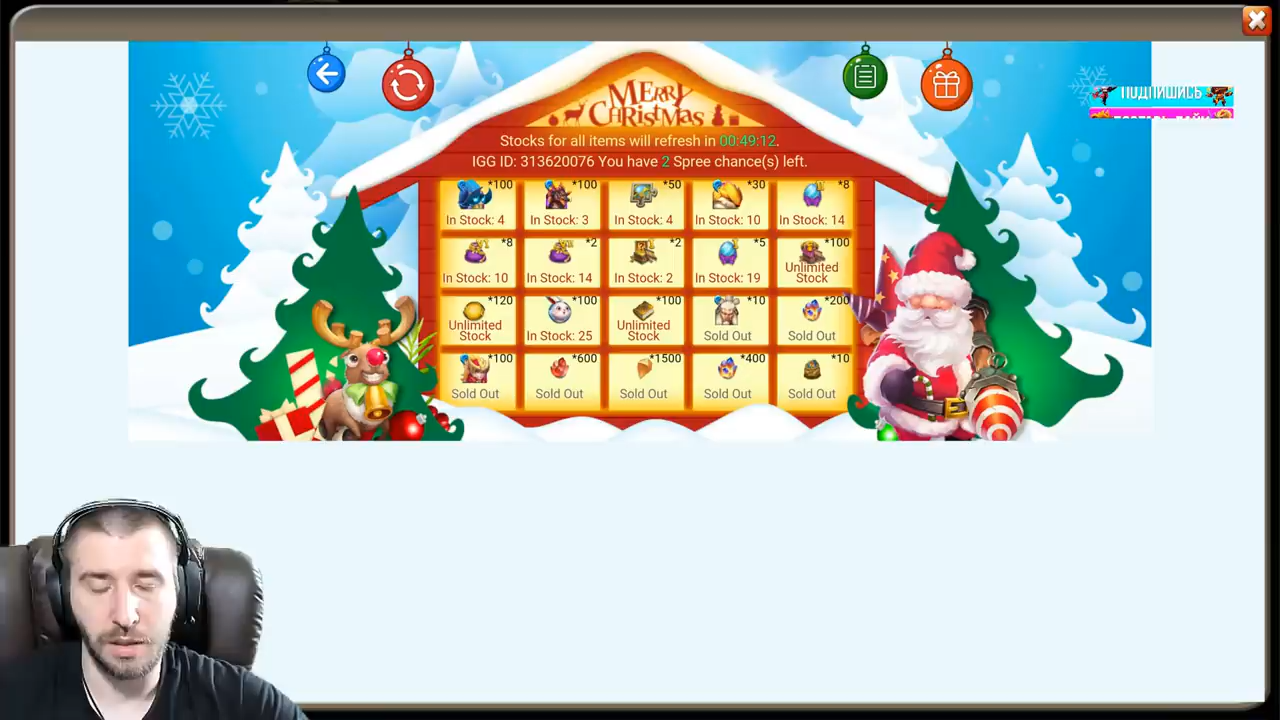 ПОДПИШИСЬ
MERRY
CHRISTMAS
Stocks for all items will refresh in 00:49:12.
IGG ID: 313620076 You have 2 Spree chance(s) left.
*100 *100 *50 *30 *8
In Stock: 4 In Stock: 3 In Stock: 4 In Stock: 10 In Stock: 14
*8 *2 *2 *5 *100
In Stock: 10 In Stock: 14 In Stock: 2 In Stock: 19 Unlimited
Stock
*120 *100 *100 *10 *200
Unlimited
Stock In Stock: 25 Unlimited
Stock Sold Out Sold Out
*100 *600 *1500 *400 *10
Sold Out Sold Out Sold Out Sold Out Sold Out